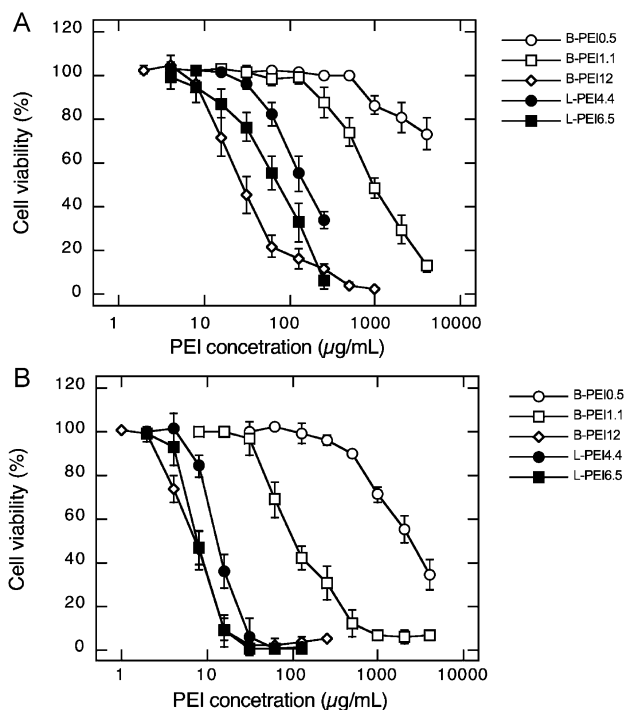 A
120
100
80
60
40
20
0
Cell viability (%)
1
10
100
1000
10000
PEI concetration (µg/mL)
B-PEI0.5
B-PEI1.1
B-PEI12
L-PEI4.4
L-PEI6.5
B
120
100
80
60
40
20
0
Cell viability (%)
1
10
100
1000
10000
PEI concetration (µg/mL)
B-PEI0.5
B-PEI1.1
B-PEI12
L-PEI4.4
L-PEI6.5